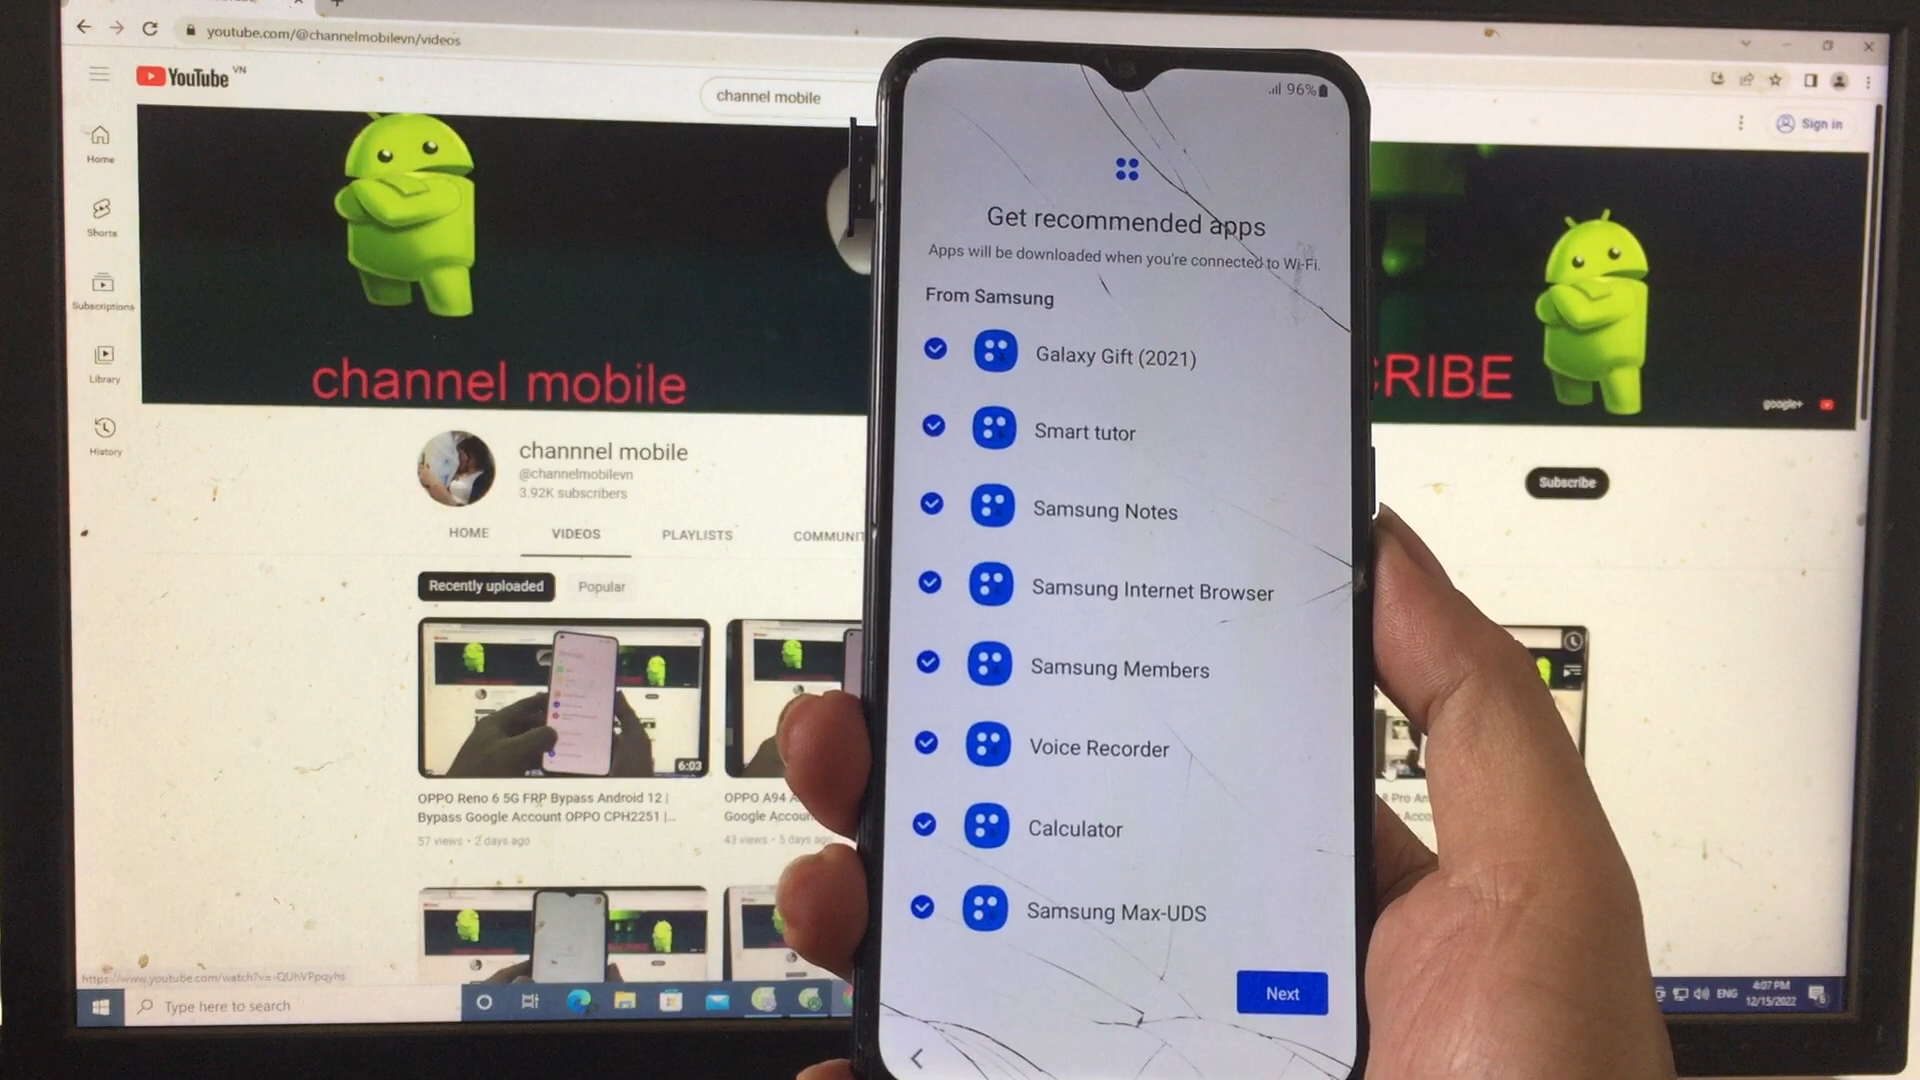 youtube.com/@channelmobilevn/videos
YouTube VN
channel mobile
Sign in
Home
Shorts
Subscriptions
Library
History
channel mobile
CRIBE
google+
channnel mobile
@channelmobilevn
3.92K subscribers
Subscribe
HOME
VIDEOS
PLAYLISTS
COMMUNIT
Recently uploaded
Popular
6:03
OPPO Reno 6 5G FRP Bypass Android 12 |
Bypass Google Account OPPO CPH2251 |...
57 views • 2 days ago
OPPO A94 A
Google Accoun
43 views • 5 days ago
Pro An
Acco
https://www.youtube.com/watch?v=-QUhVPpqyhs
Type here to search
ENG
4:07 PM
12/15/2022
96%
Get recommended apps
Apps will be downloaded when you're connected to Wi-Fi.
From Samsung
Galaxy Gift (2021)
Smart tutor
Samsung Notes
Samsung Internet Browser
Samsung Members
Voice Recorder
Calculator
Samsung Max-UDS
Next